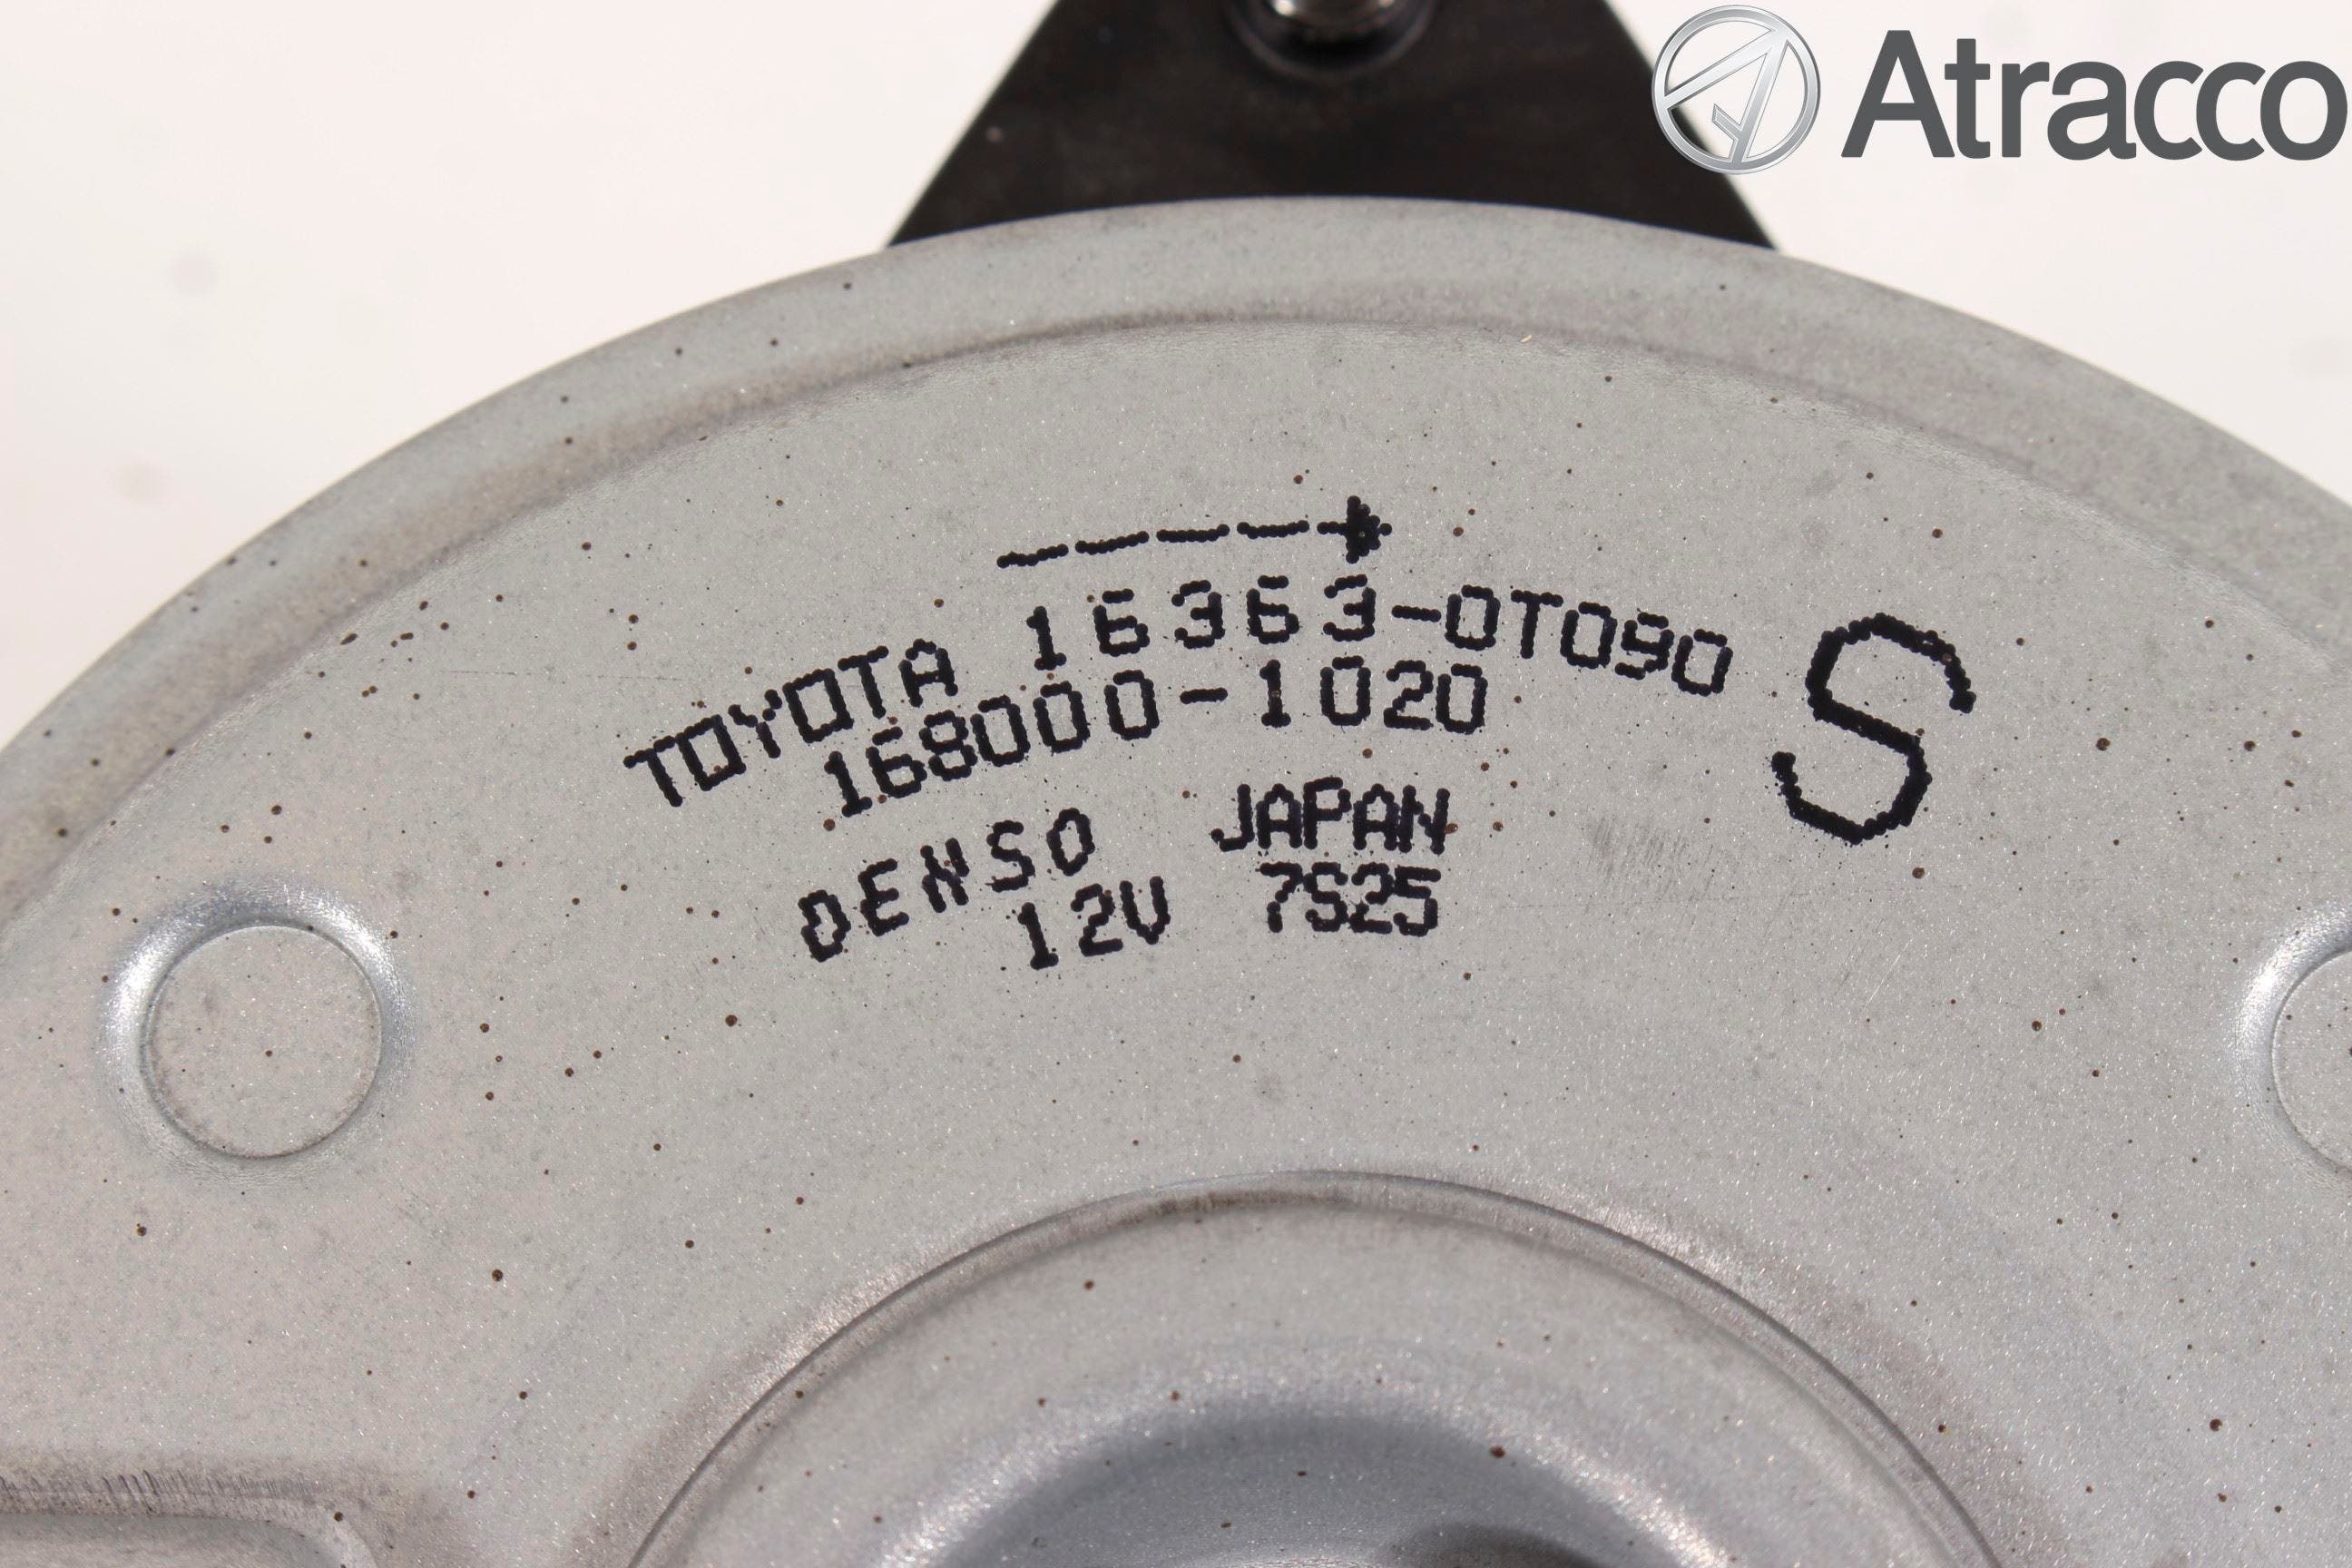 Atracco
TOYOTA 16363-0T090
168000-1020
S
DENSO JAPAN
12V 7S25